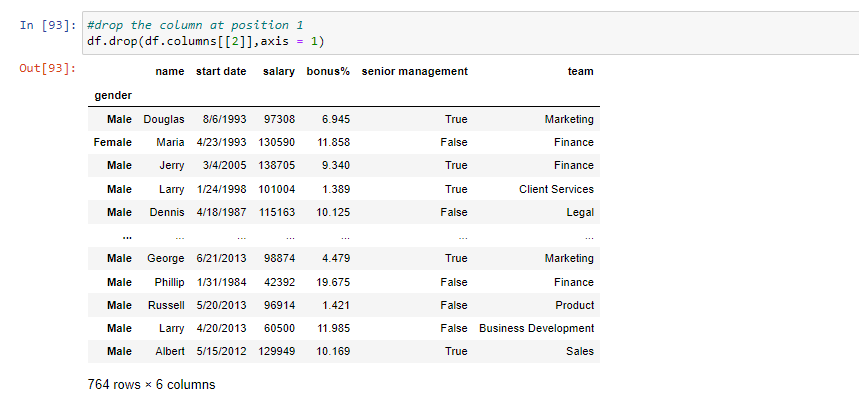 In [93]: #drop the column at position 1
df.drop(df.columns[[2]],axis = 1)
Out[93]:
name start date salary bonus% senior management team
gender
Male Douglas 8/6/1993 97308 6.945 True Marketing
Female Maria 4/23/1993 130590 11.858 False Finance
Male Jerry 3/4/2005 138705 9.340 True Finance
Male Larry 1/24/1998 101004 1.389 True Client Services
Male Dennis 4/18/1987 115163 10.125 False Legal
... ... ... ... ... ... ...
Male George 6/21/2013 98874 4.479 True Marketing
Male Phillip 1/31/1984 42392 19.675 False Finance
Male Russell 5/20/2013 96914 1.421 False Product
Male Larry 4/20/2013 60500 11.985 False Business Development
Male Albert 5/15/2012 129949 10.169 True Sales
764 rows × 6 columns